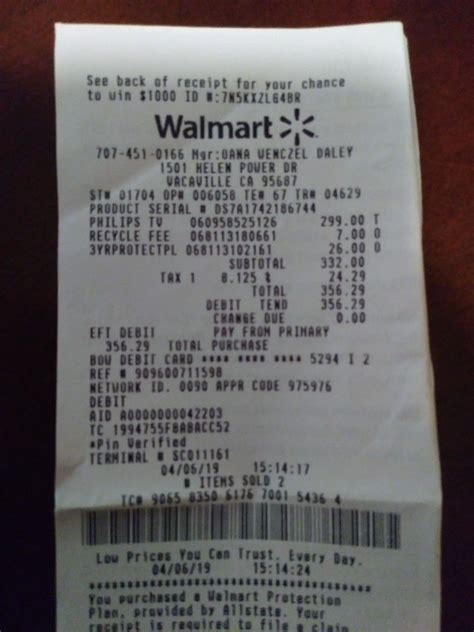 See back of receipt for your chance
to win $1000 ID #:7N5KXZL64BR
Walmart
707-451-0166 Mgr:DANA WENCZEL DALEY
1501 HELEN POWER DR
VACAVILLE CA 95687
ST# 01704 OP# 006058 TE# 67 TR# 04629
PRODUCT SERIAL # DS7A1742186744
PHILIPS TV 060958525126 299.00 T
RECYCLE FEE 068113180661 7.00 O
3YRPROTECTPL 068113102161 26.00 O
SUBTOTAL 332.00
TAX 1 8.125 % 24.29
TOTAL 356.29
DEBIT TEND 356.29
CHANGE DUE 0.00
EFT DEBIT PAY FROM PRIMARY
356.29 TOTAL PURCHASE
BOW DEBIT CARD **** **** **** 5294 I 2
REF # 909600711598
NETWORK ID. 0090 APPR CODE 975976
DEBIT
AID A0000000042203
TC 1994755FBABACC52
*Pin Verified
TERMINAL # SC011161
04/06/19 15:14:17
# ITEMS SOLD 2
TC# 9065 8350 6176 7001 5436 4
Low Prices You Can Trust. Every Day.
04/06/19 15:14:24
You purchased a Walmart Protection
Plan, provided by Allstate. Your
receipt is required to file a claim